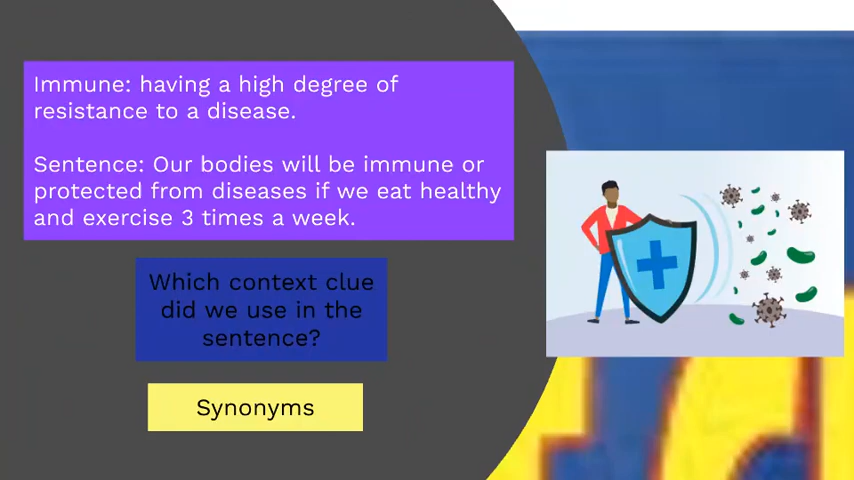 Immune: having a high degree of
resistance to a disease.
Sentence: Our bodies will be immune or
protected from diseases if we eat healthy
and exercise 3 times a week.
Which context clue
did we use in the
sentence?
Synonyms